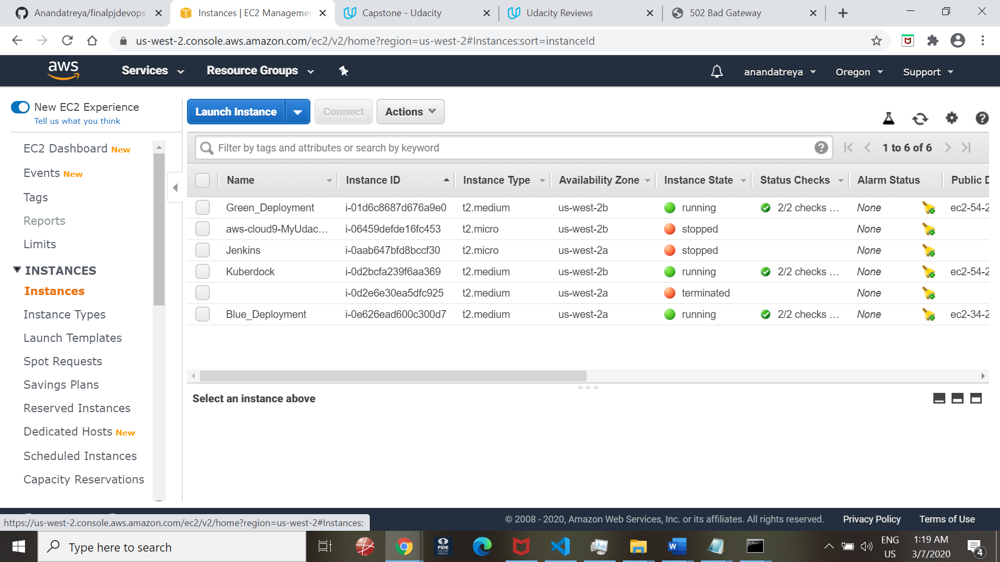 Anandatreya/finalpjdevops
Instances | EC2 Managemen
Capstone - Udacity
Udacity Reviews
502 Bad Gateway
us-west-2.console.aws.amazon.com/ec2/v2/home?region=us-west-2#Instances:sort=instanceId
aws
Services
Resource Groups
anandatreya
Oregon
Support
New EC2 Experience
Tell us what you think
EC2 Dashboard New
Events New
Tags
Reports
Limits
INSTANCES
Instances
Instance Types
Launch Templates
Spot Requests
Savings Plans
Reserved Instances
Dedicated Hosts New
Scheduled Instances
Capacity Reservations
Launch Instance
Connect
Actions
Filter by tags and attributes or search by keyword
1 to 6 of 6
Name Instance ID Instance Type Availability Zone Instance State Status Checks Alarm Status Public D
Green_Deployment i-01d6c8687d676a9e0 t2.medium us-west-2b running 2/2 checks ... None ec2-54-2
aws-cloud9-MyUdac... i-06459defde16fc453 t2.micro us-west-2b stopped None
Jenkins i-0aab647bfd8bccf30 t2.micro us-west-2a stopped None
Kuberdock i-0d2bcfa239f6aa369 t2.medium us-west-2b running 2/2 checks ... None ec2-54-2
i-0d2e6e30ea5dfc925 t2.medium us-west-2a terminated None
Blue_Deployment i-0e626ead600c300d7 t2.medium us-west-2a running 2/2 checks ... None ec2-34-2
Select an instance above
https://us-west-2.console.aws.amazon.com/ec2/v2/home?region=us-west-2#Instances:
© 2008 - 2020, Amazon Web Services, Inc. or its affiliates. All rights reserved.
Privacy Policy
Terms of Use
Type here to search
FIDE
ONLINE
ARENA
ENG
US
1:19 AM
3/7/2020
4